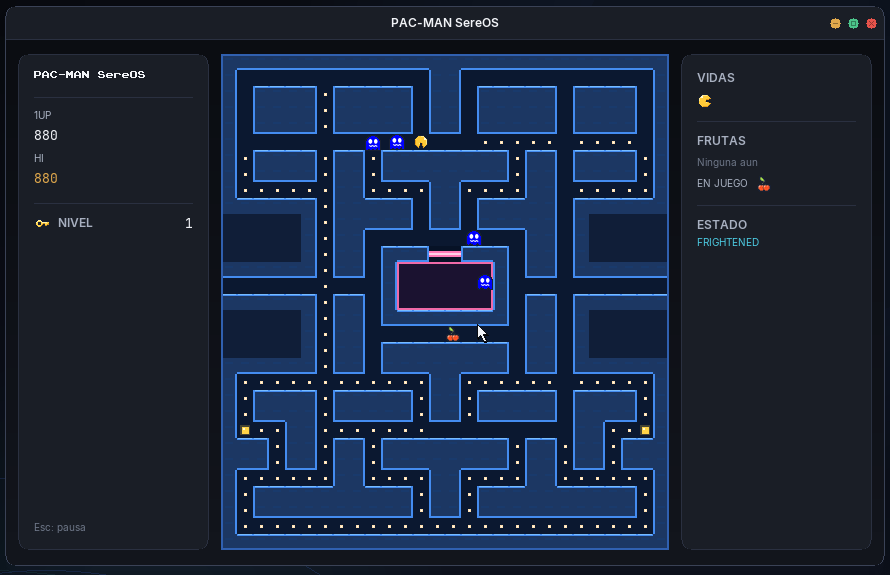 PAC-MAN SereOS
PAC-MAN SereOS
1UP
880
HI
880
NIVEL 1
Esc: pausa
VIDAS
FRUTAS
Ninguna aun
EN JUEGO
ESTADO
FRIGHTENED